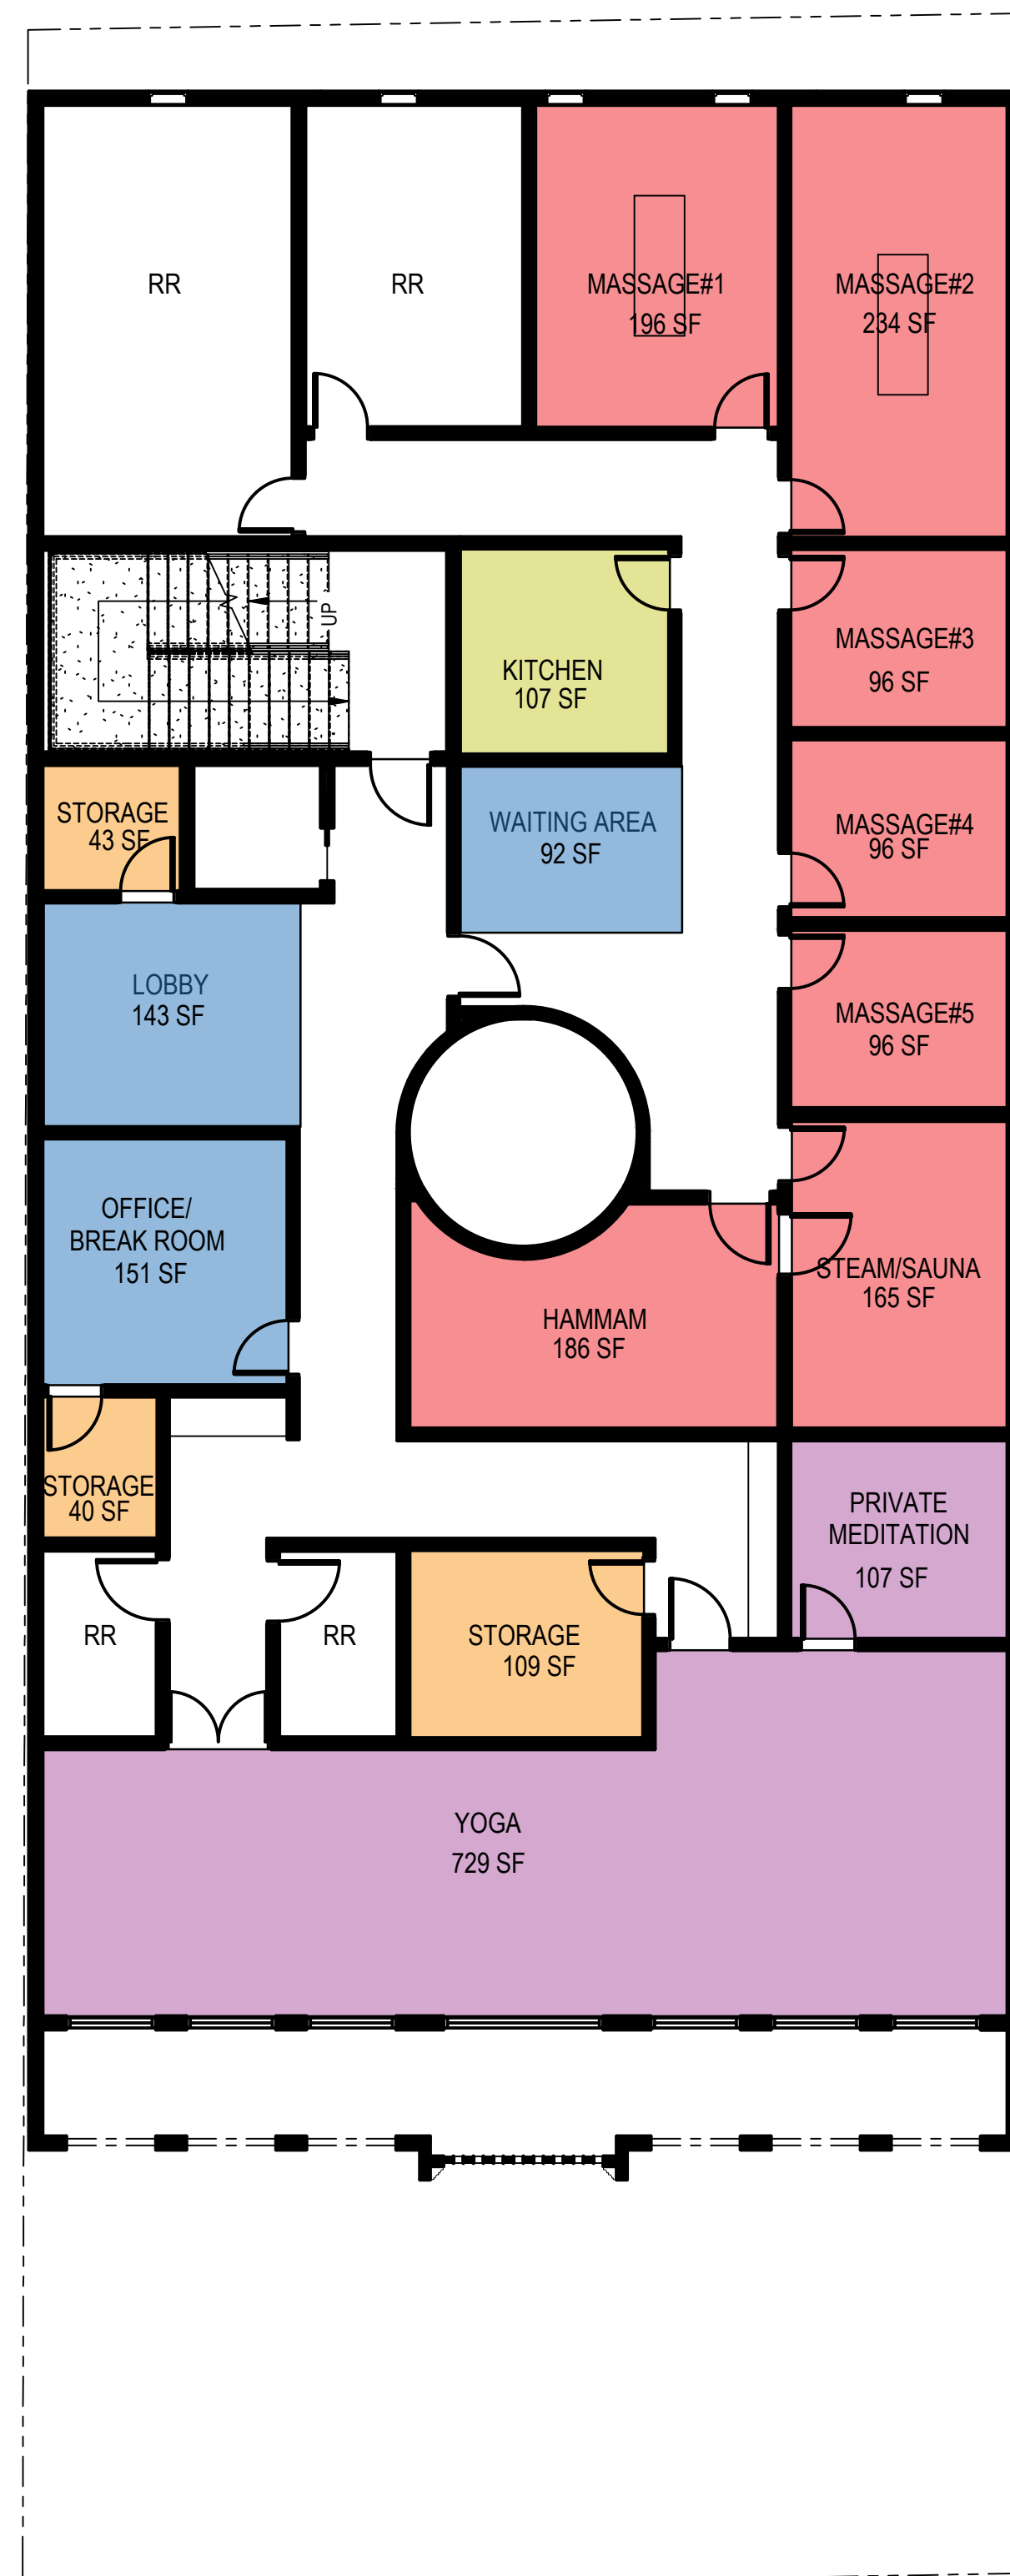 RR
RR
MASSAGE#1
196 SF
MASSAGE#2
234 SF
UP
KITCHEN
107 SF
MASSAGE#3
96 SF
STORAGE
43 SF
WAITING AREA
92 SF
MASSAGE#4
96 SF
LOBBY
143 SF
MASSAGE#5
96 SF
OFFICE/
BREAK ROOM
151 SF
HAMMAM
186 SF
STEAM/SAUNA
165 SF
STORAGE
40 SF
PRIVATE
MEDITATION
107 SF
RR
RR
STORAGE
109 SF
YOGA
729 SF